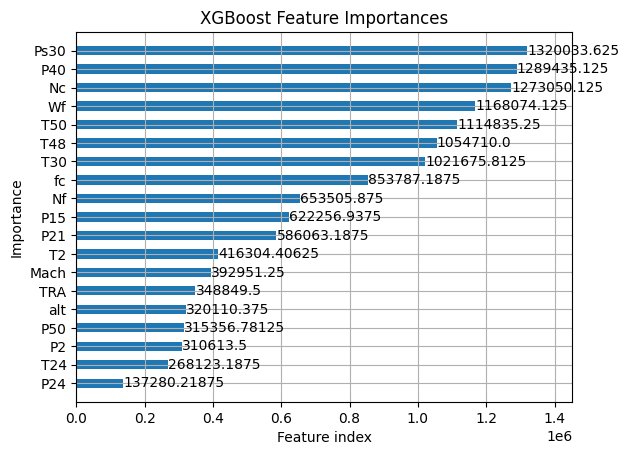 XGBoost Feature Importances
Ps30 1320033.625
P40 1289435.125
Nc 1273050.125
Wf 1168074.125
T50 1114835.25
T48 1054710.0
T30 1021675.8125
fc 853787.1875
Nf 653505.875
P15 622256.9375
P21 586063.1875
T2 416304.40625
Mach 392951.25
TRA 348849.5
alt 320110.375
P50 315356.78125
P2 310613.5
T24 268123.1875
P24 137280.21875
Importance
0.0 0.2 0.4 0.6 0.8 1.0 1.2 1.4
1e6
Feature index